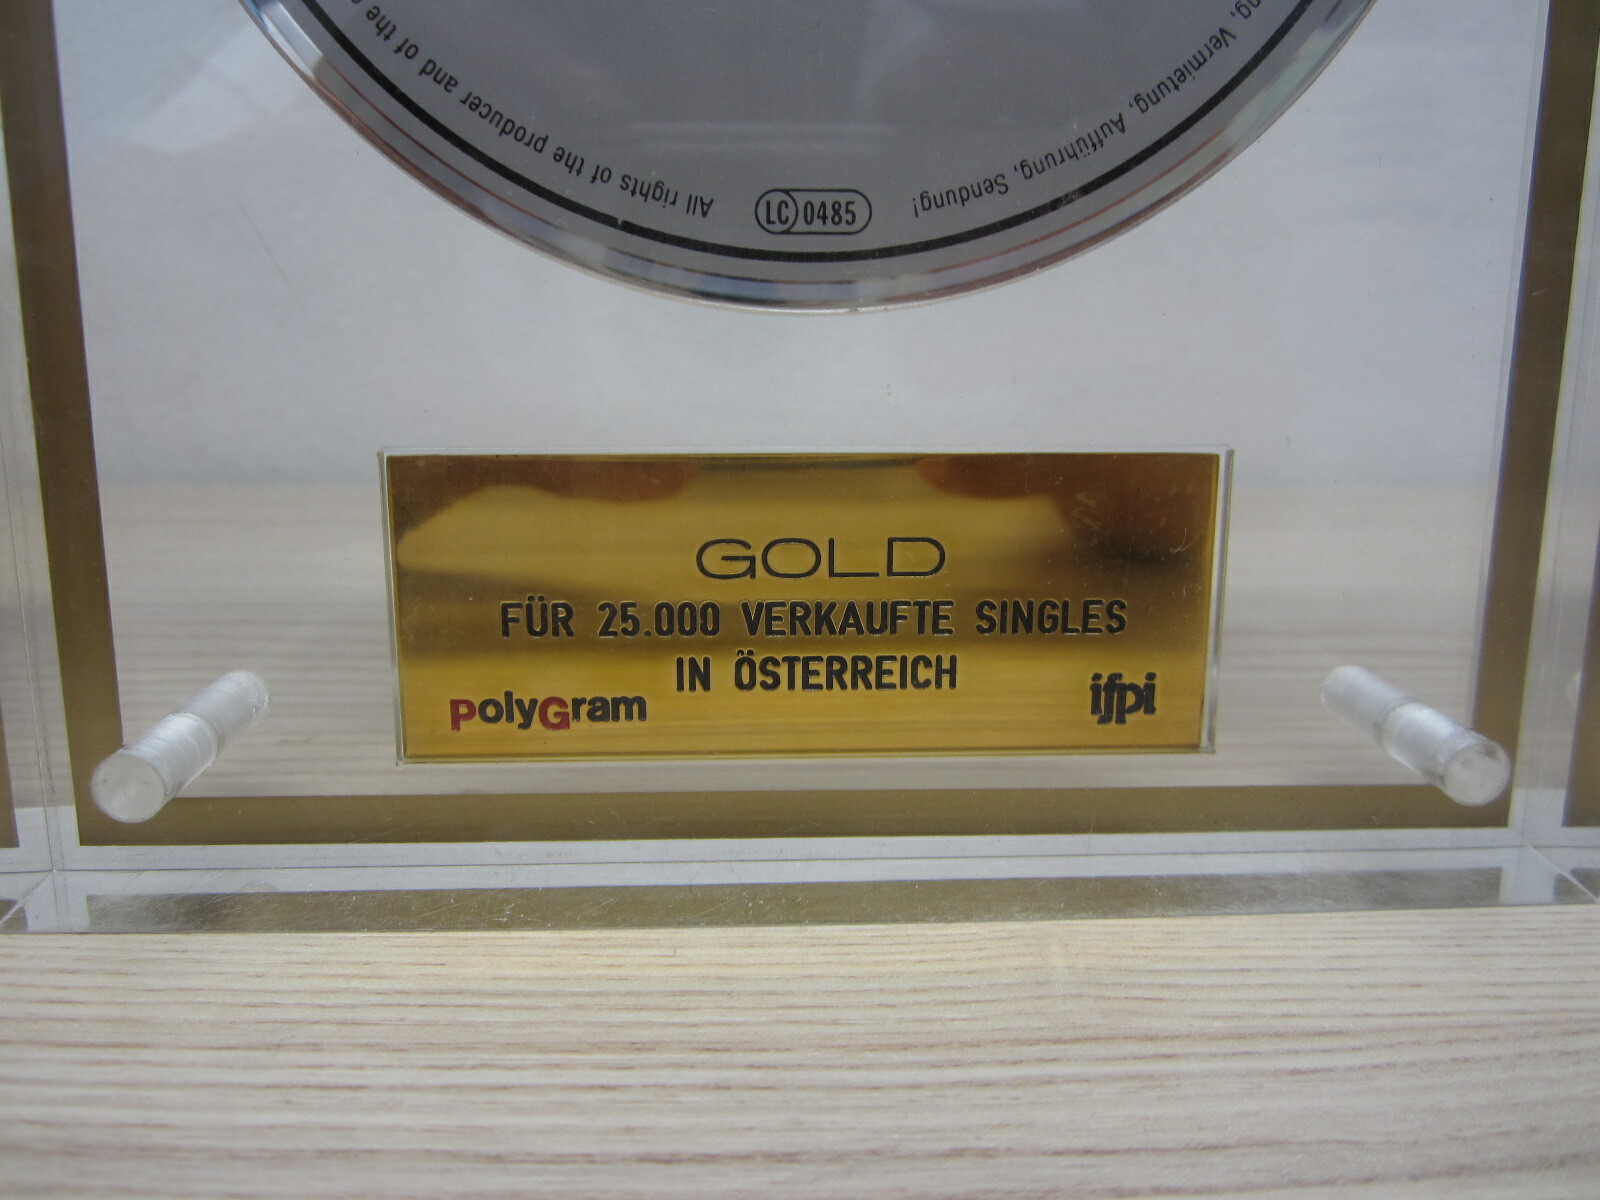 All rights of the producer and of the
LC 0485
Vermietung, Aufführung, Sendung!
GOLD
FÜR 25.000 VERKAUFTE SINGLES
IN ÖSTERREICH
PolyGram
ifpi